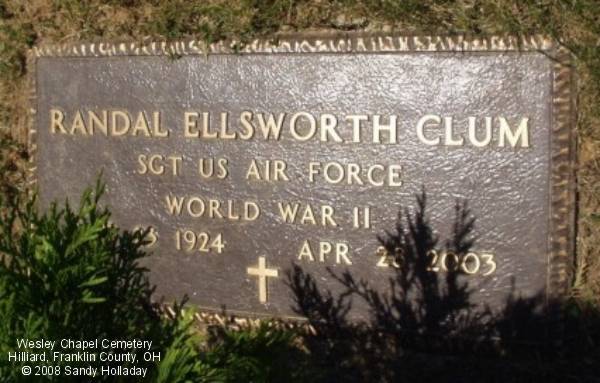 RANDAL ELLSWORTH CLUM
SGT US AIR FORCE
WORLD WAR II
1924 APR 2003
Wesley Chapel Cemetery
Hilliard, Franklin County, OH
© 2008 Sandy Holladay